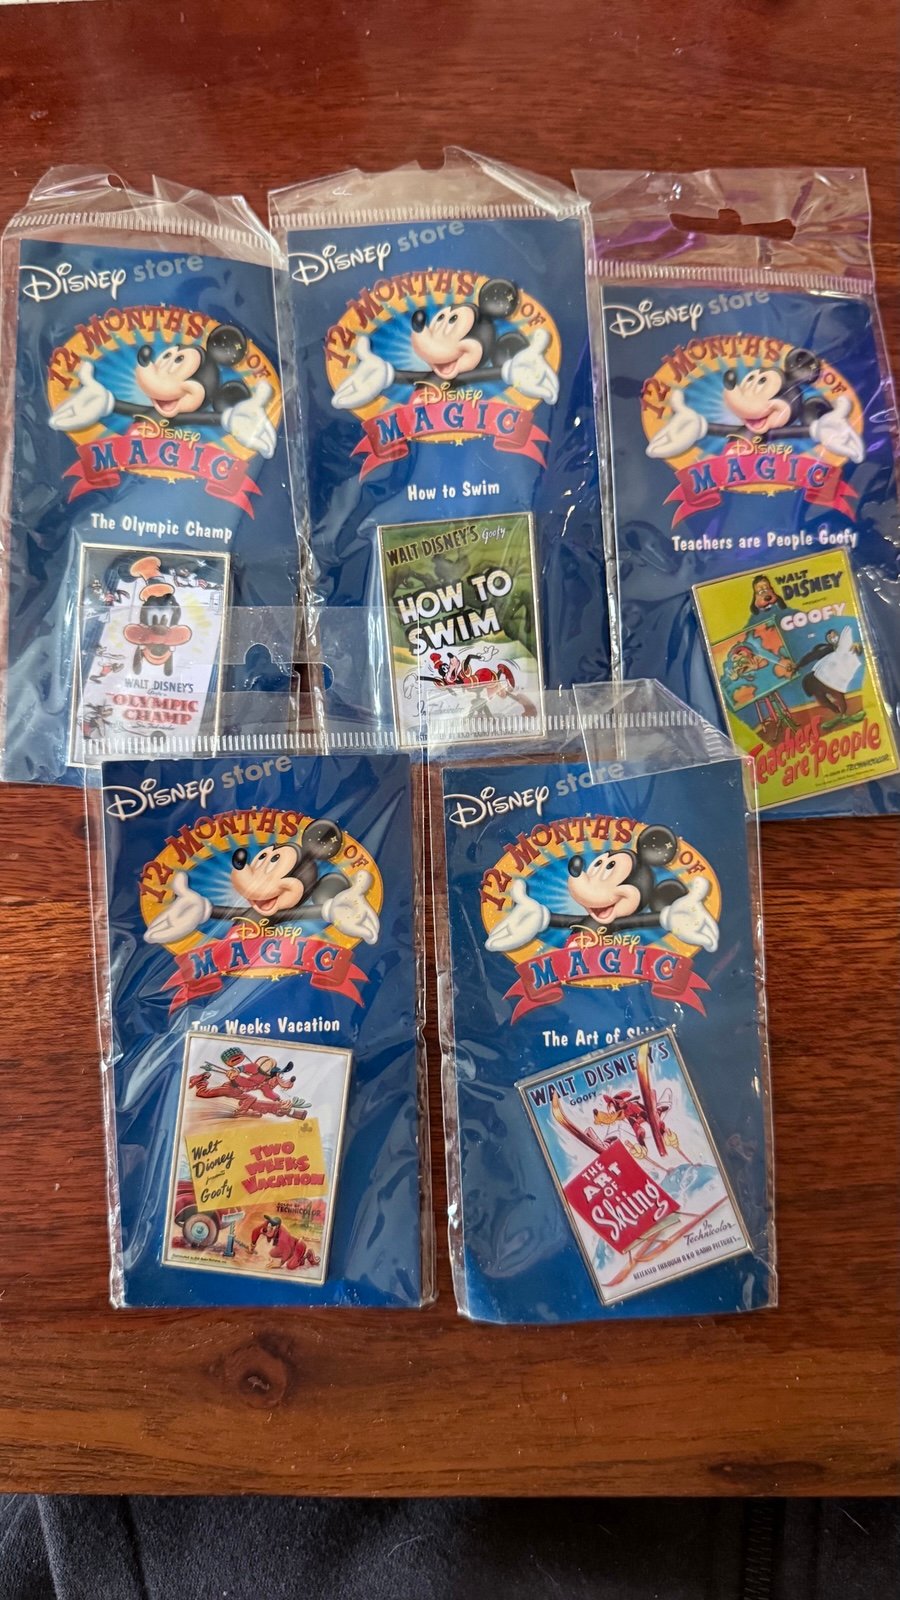 Disney store
12 MONTHS OF
Disney
MAGIC
The Olympic Champ
WALT DISNEY'S
OLYMPIC
CHAMP
Disney store
12 MONTHS OF
Disney
MAGIC
How to Swim
WALT DISNEY'S Goofy
HOW TO
SWIM
Disney store
12 MONTHS OF
Disney
MAGIC
Teachers are People Goofy
WALT
DISNEY
GOOFY
Teachers
are People
TECHNICOLOR
Disney store
12 MONTHS OF
Disney
MAGIC
Two Weeks Vacation
Walt
Disney
presents
Goofy
TWO
WEEKS
VACATION
TECHNICOLOR
Disney store
12 MONTHS OF
Disney
MAGIC
The Art of
WALT DISNEY'S
GOOFY
THE
ART
OF
Skiing
In
Technicolor
RELEASED THROUGH RKO RADIO PICTURES